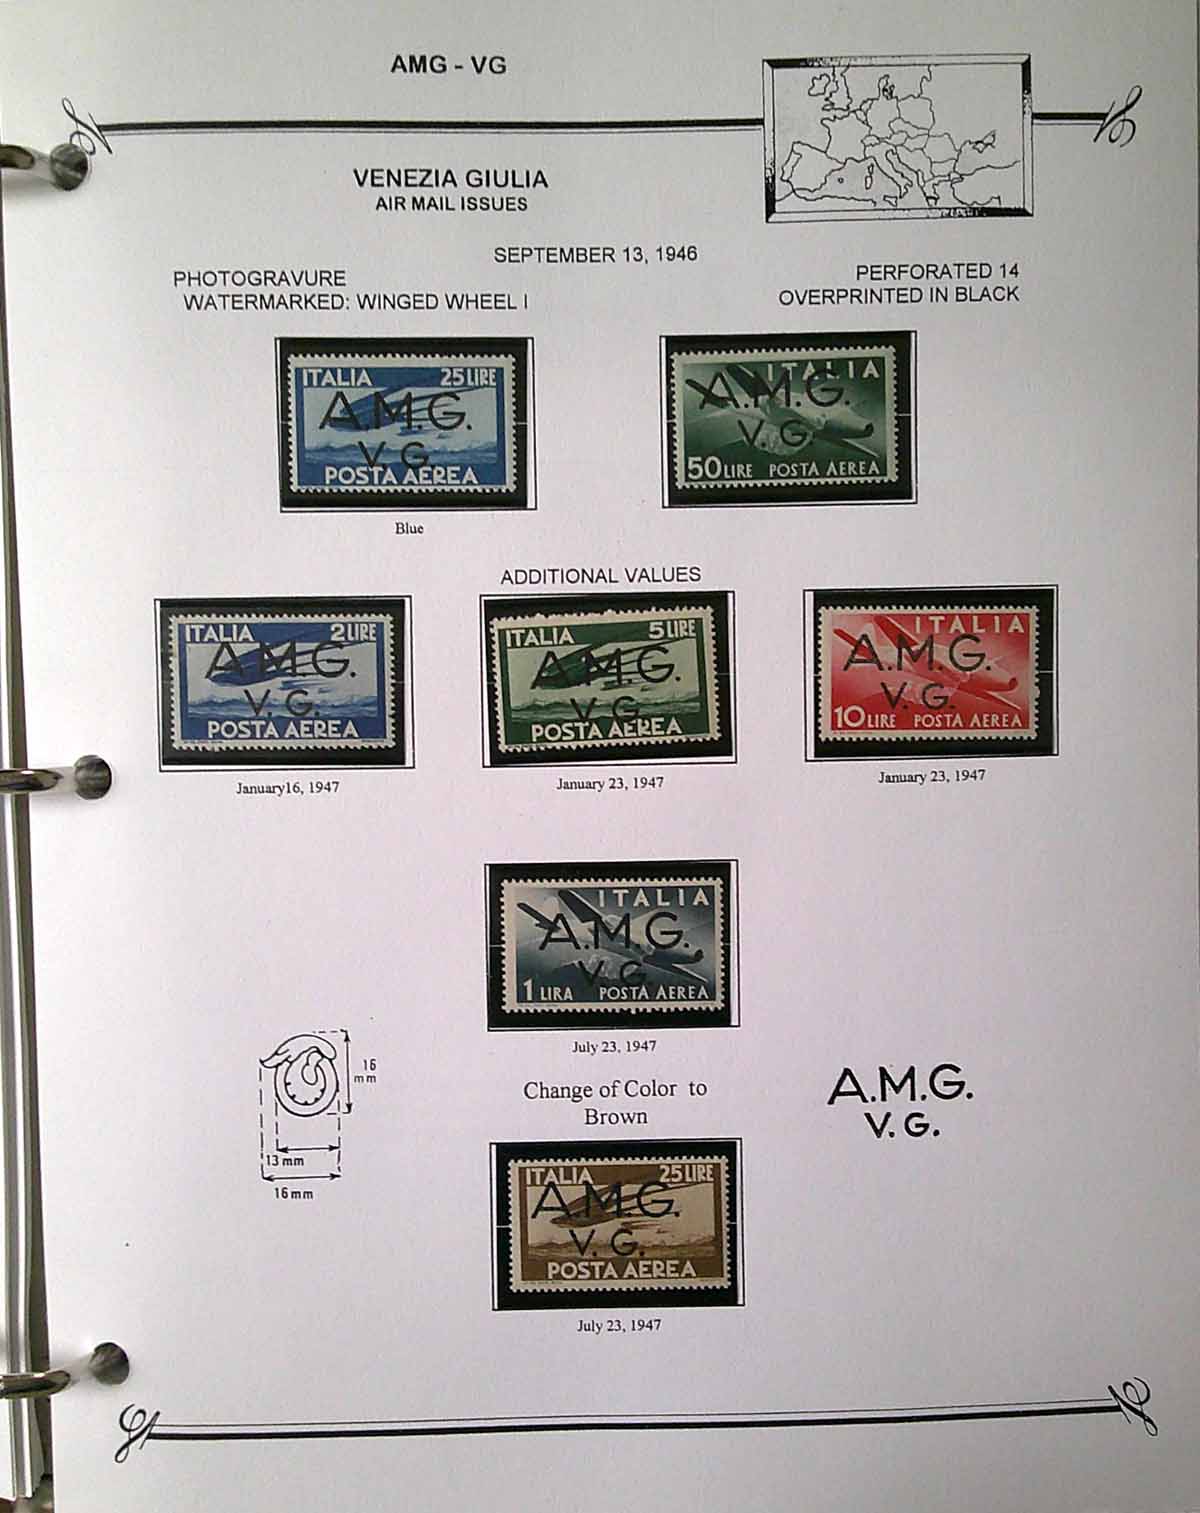 AMG - VG
VENEZIA GIULIA
AIR MAIL ISSUES
SEPTEMBER 13, 1946
PHOTOGRAVURE
WATERMARKED: WINGED WHEEL I
PERFORATED 14
OVERPRINTED IN BLACK
ITALIA 25 LIRE
A.M.G.
V. G.
POSTA AEREA
ITALIA
A.M.G.
V. G.
50 LIRE POSTA AEREA
Blue
ADDITIONAL VALUES
ITALIA 2 LIRE
A.M.G.
V. G.
POSTA AEREA
ITALIA 5 LIRE
A.M.G.
V. G.
POSTA AEREA
ITALIA
A.M.G.
V. G.
10 LIRE POSTA AEREA
January16, 1947
January 23, 1947
January 23, 1947
ITALIA
A.M.G.
V. G.
1 LIRA POSTA AEREA
July 23, 1947
16
mm
13 mm
16 mm
Change of Color to
Brown
A.M.G.
V. G.
ITALIA 25 LIRE
A.M.G.
V. G.
POSTA AEREA
July 23, 1947